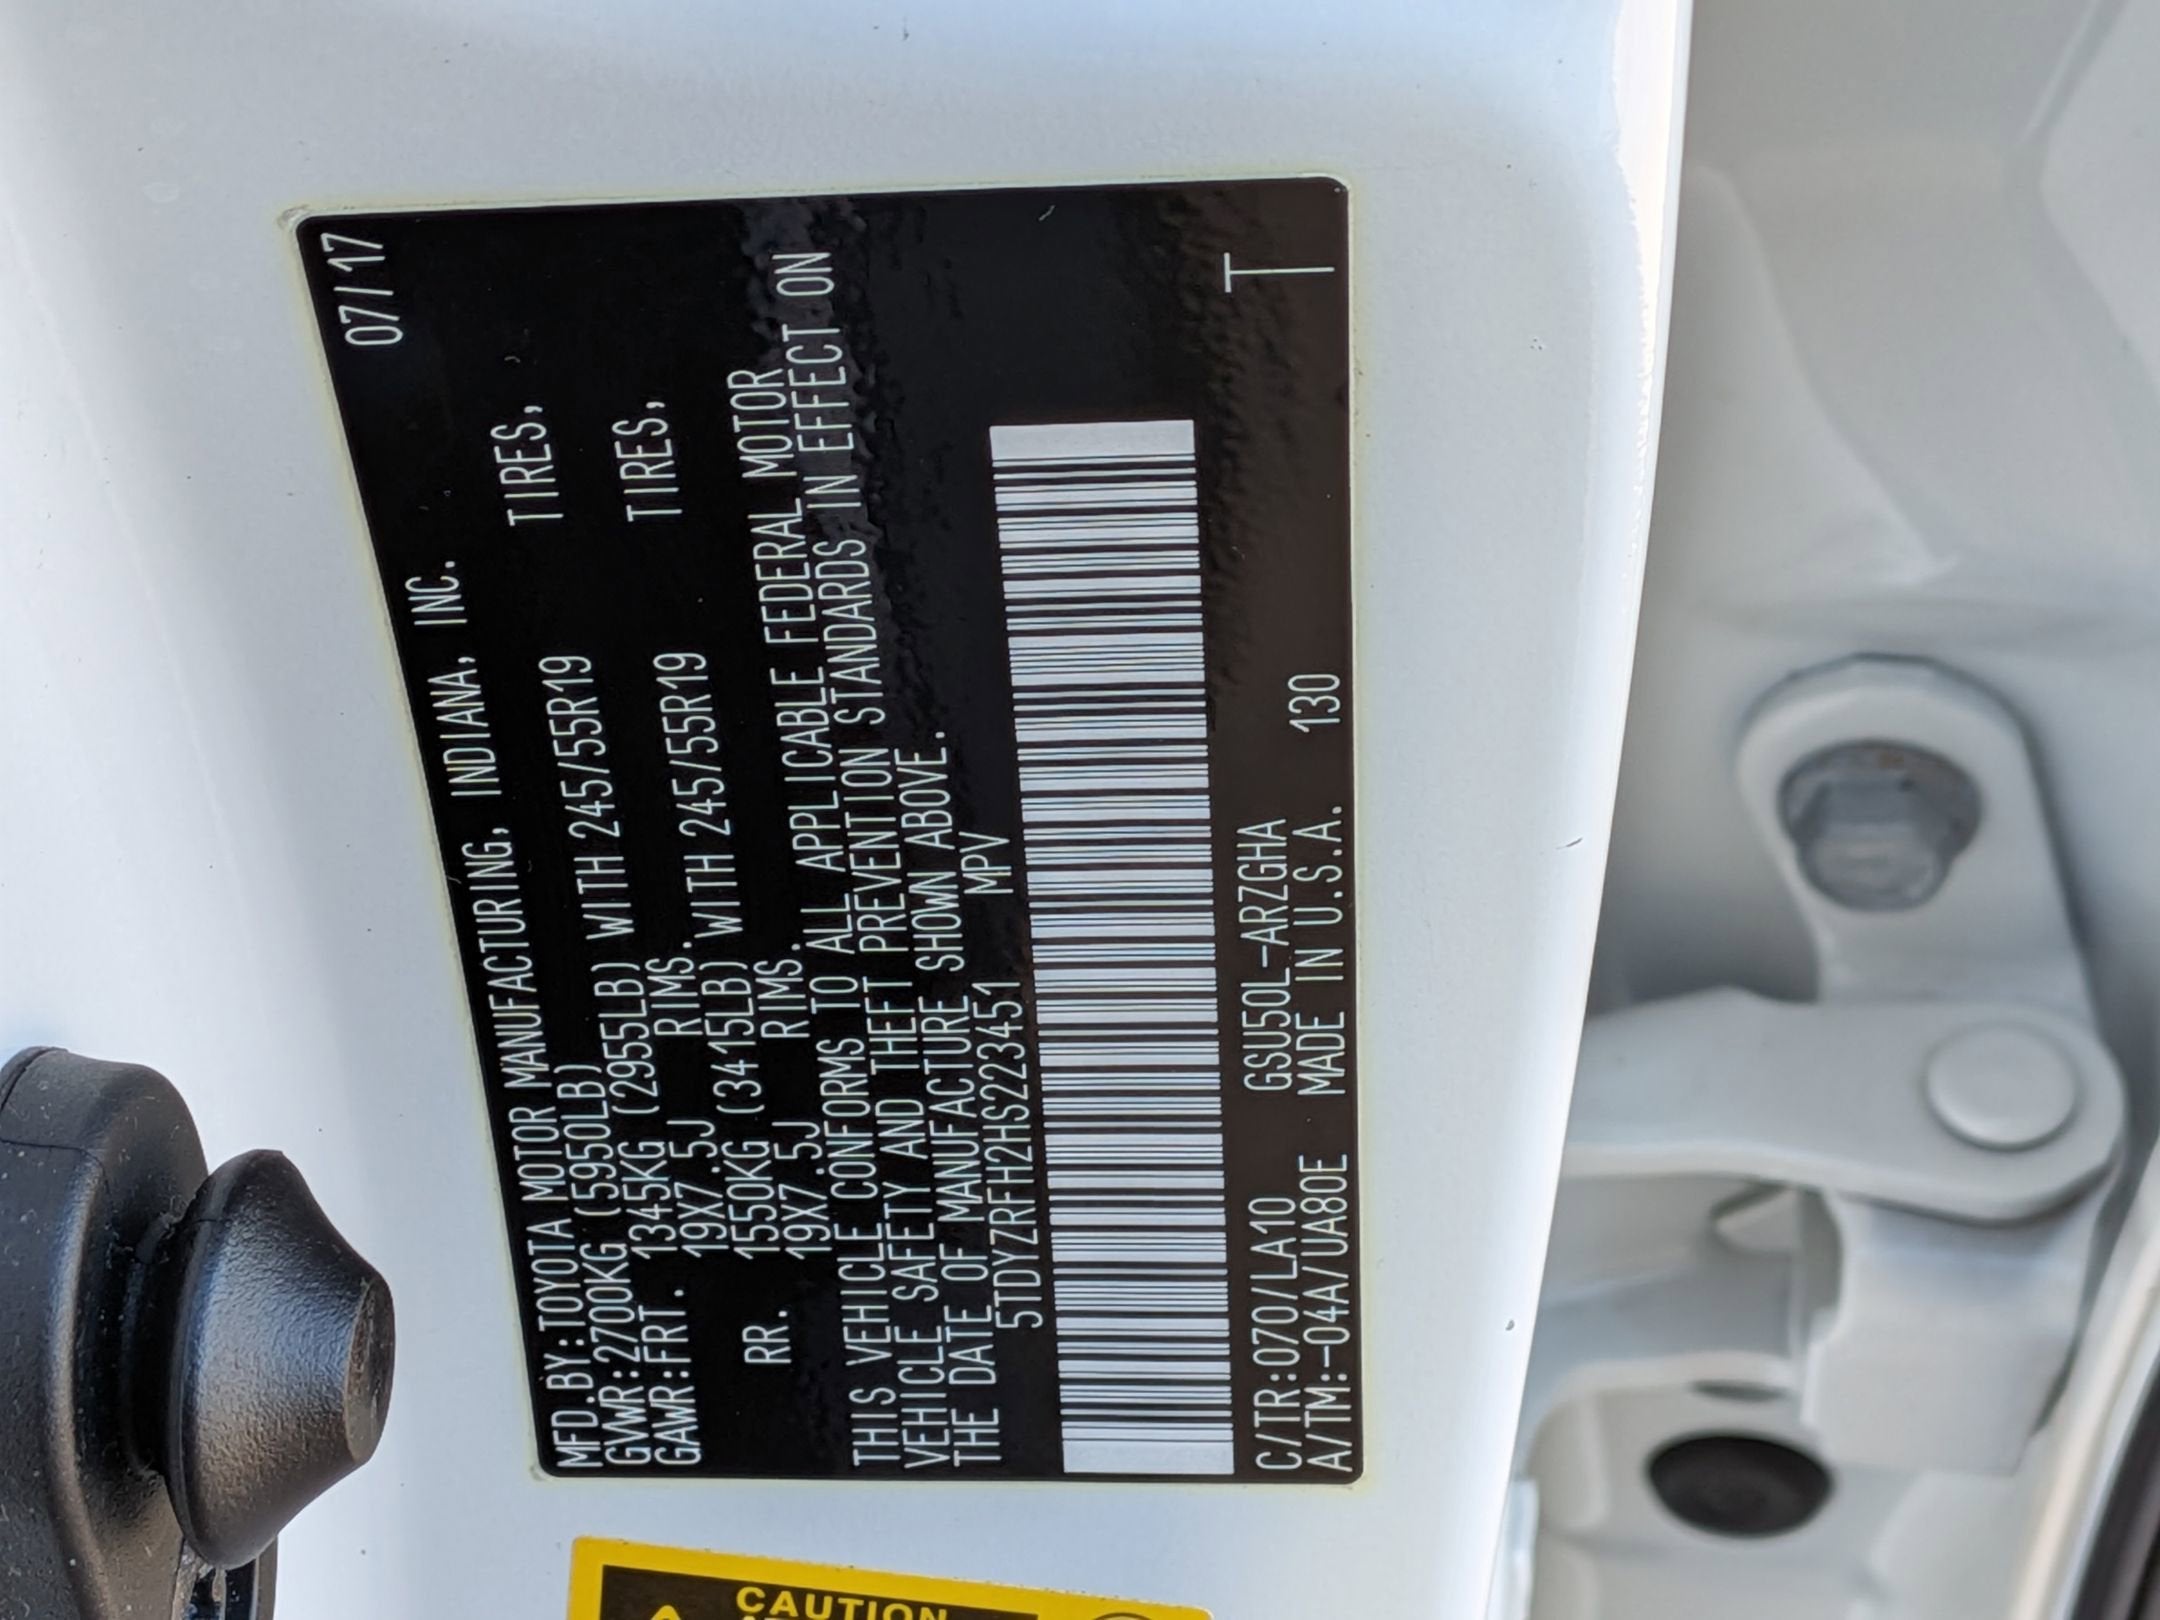 07/17
MFD.BY:TOYOTA MOTOR MANUFACTURING, INDIANA, INC.
GVWR:2700KG (5950LB)
GAWR:FRT. 1345KG (2955LB) WITH 245/55R19 TIRES,
19X7.5J RIMS.
RR. 1550KG (3415LB) WITH 245/55R19 TIRES,
19X7.5J RIMS.
THIS VEHICLE CONFORMS TO ALL APPLICABLE FEDERAL MOTOR
VEHICLE SAFETY AND THEFT PREVENTION STANDARDS IN EFFECT ON
THE DATE OF MANUFACTURE SHOWN ABOVE.
5TDYZRFH2HS223451 MPV
C/TR:070/LA10 GSU50L-ARZGHA
A/TM:-04A/UA80E MADE IN U.S.A. 130
T
CAUTION